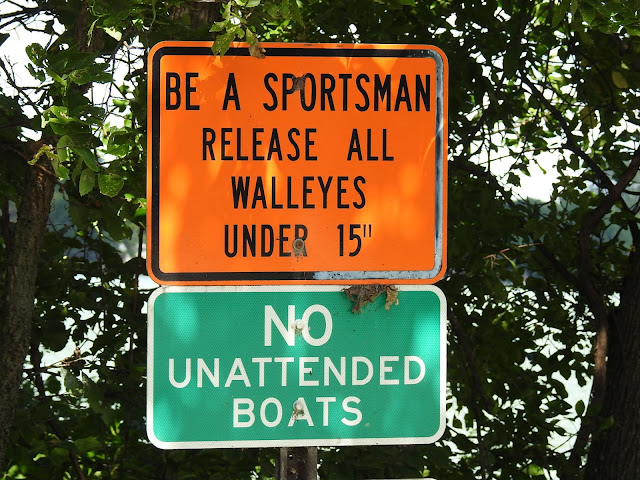 BE A SPORTSMAN
RELEASE ALL
WALLEYES
UNDER 15"
NO
UNATTENDED
BOATS